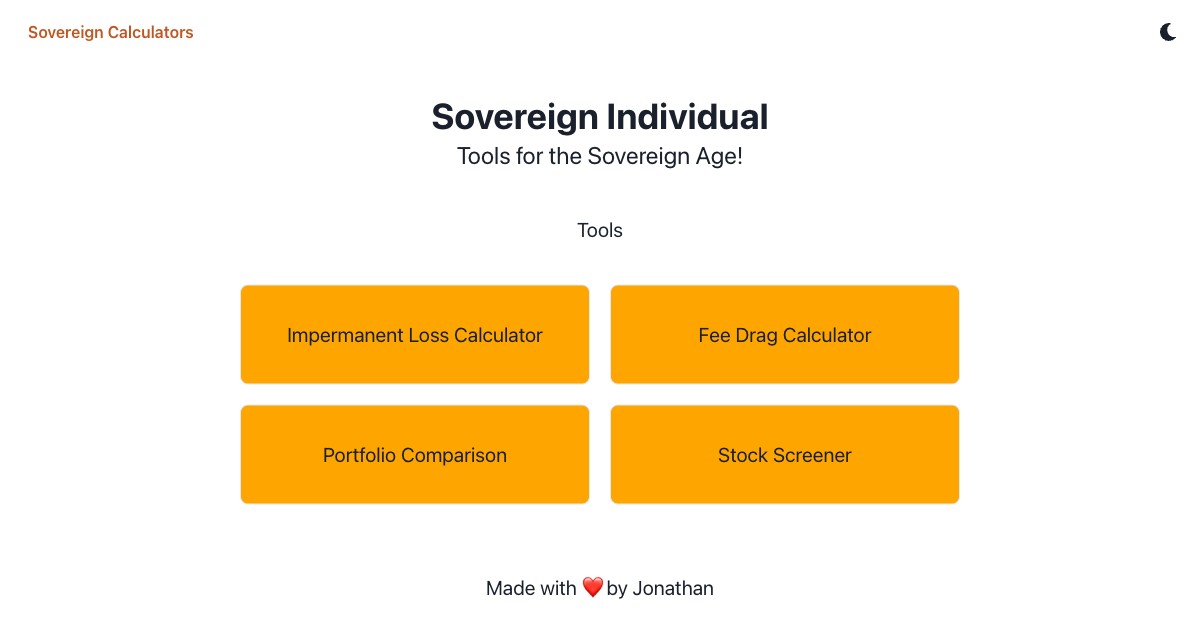 Sovereign Calculators
Sovereign Individual
Tools for the Sovereign Age!
Tools
Impermanent Loss Calculator
Fee Drag Calculator
Portfolio Comparison
Stock Screener
Made with ❤️ by Jonathan